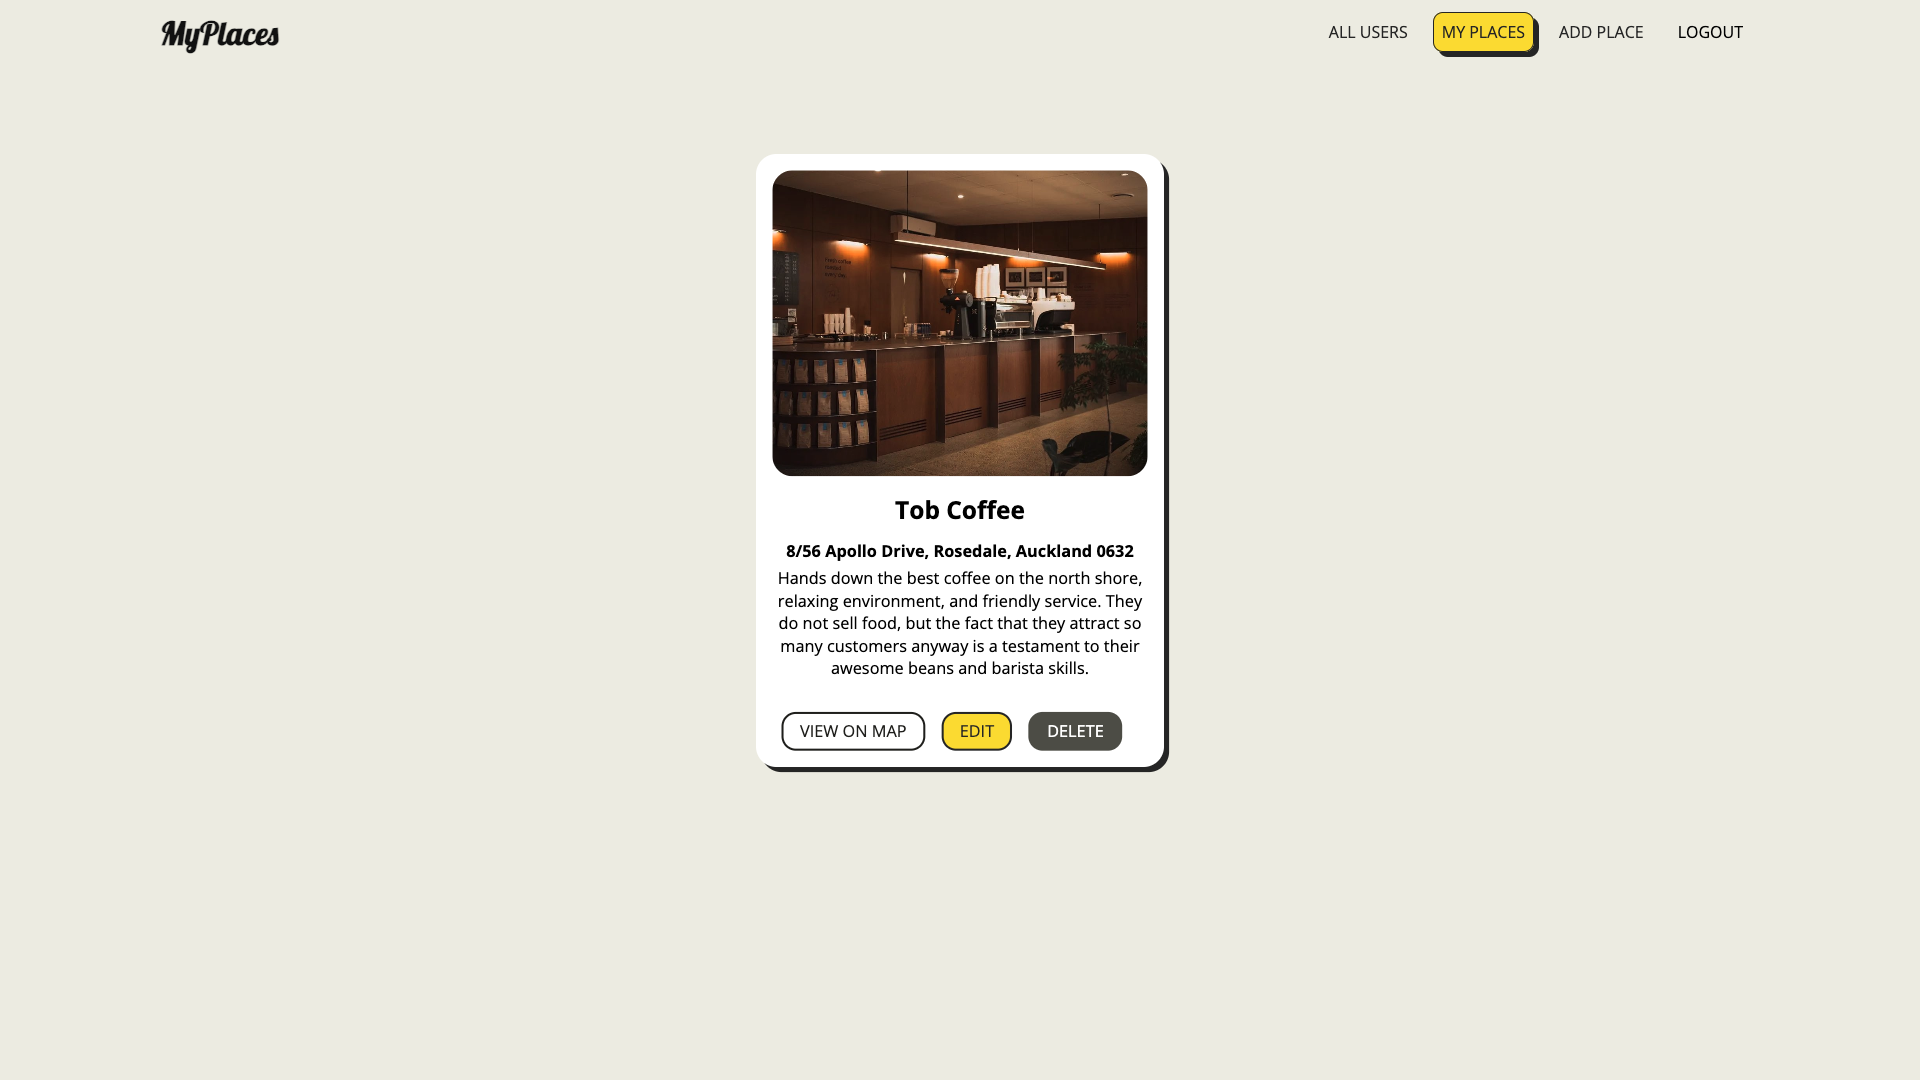 MyPlaces
ALL USERS
MY PLACES
ADD PLACE
LOGOUT
Tob Coffee
8/56 Apollo Drive, Rosedale, Auckland 0632
Hands down the best coffee on the north shore,
relaxing environment, and friendly service. They
do not sell food, but the fact that they attract so
many customers anyway is a testament to their
awesome beans and barista skills.
VIEW ON MAP
EDIT
DELETE